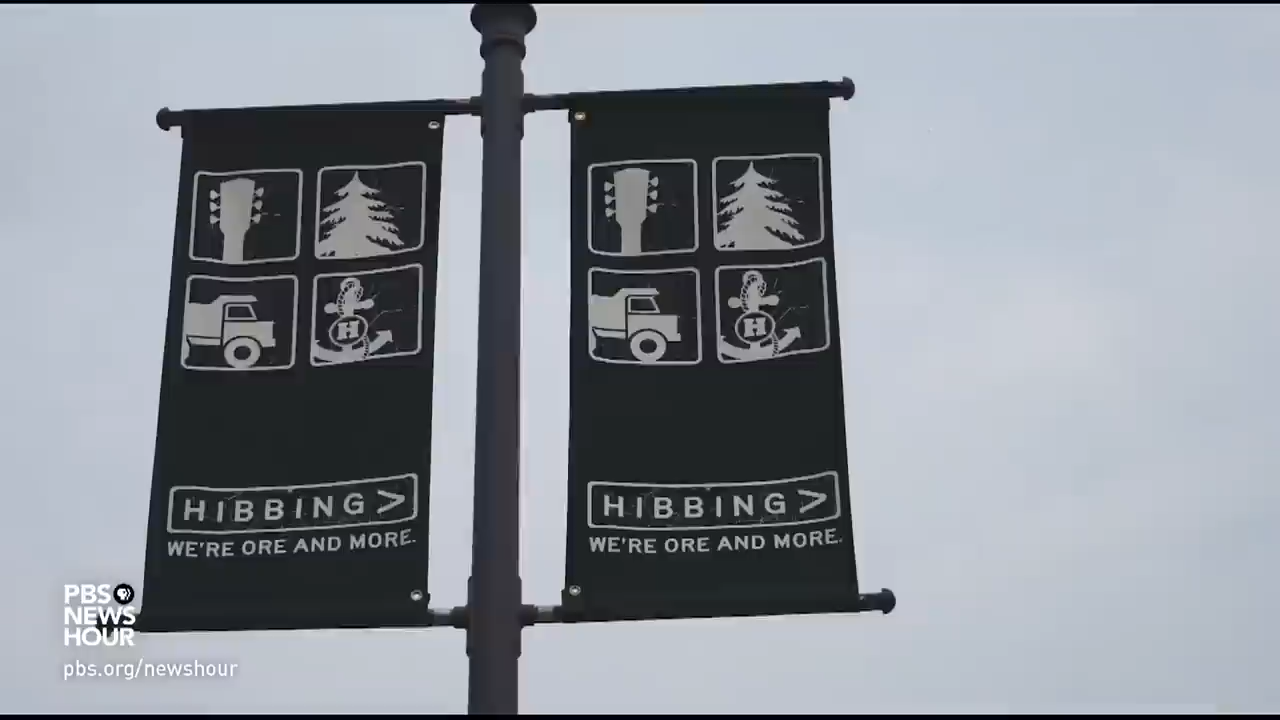 H
H
HIBBING >
WE'RE ORE AND MORE.
HIBBING >
WE'RE ORE AND MORE.
PBS
NEWS
HOUR
pbs.org/newshour